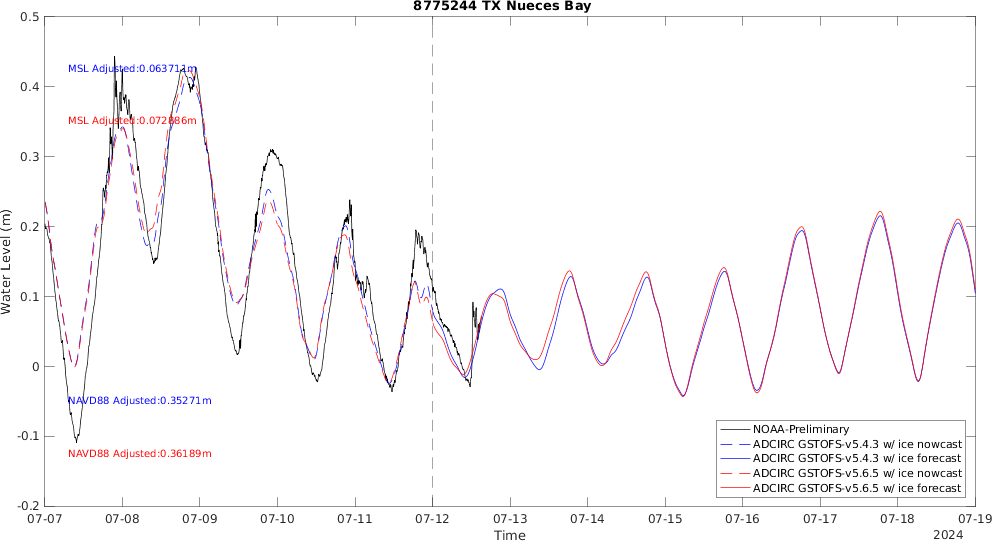 8775244 TX Nueces Bay
0.5
0.4
0.3
0.2
0.1
0
-0.1
-0.2
Water Level (m)
MSL Adjusted:0.063711m
MSL Adjusted:0.072886m
NAVD88 Adjusted:0.35271m
NAVD88 Adjusted:0.36189m
NOAA-Preliminary
ADCIRC GSTOFS-v5.4.3 w/ ice nowcast
ADCIRC GSTOFS-v5.4.3 w/ ice forecast
ADCIRC GSTOFS-v5.6.5 w/ ice nowcast
ADCIRC GSTOFS-v5.6.5 w/ ice forecast
07-07 07-08 07-09 07-10 07-11 07-12 07-13 07-14 07-15 07-16 07-17 07-18 07-19
Time
2024